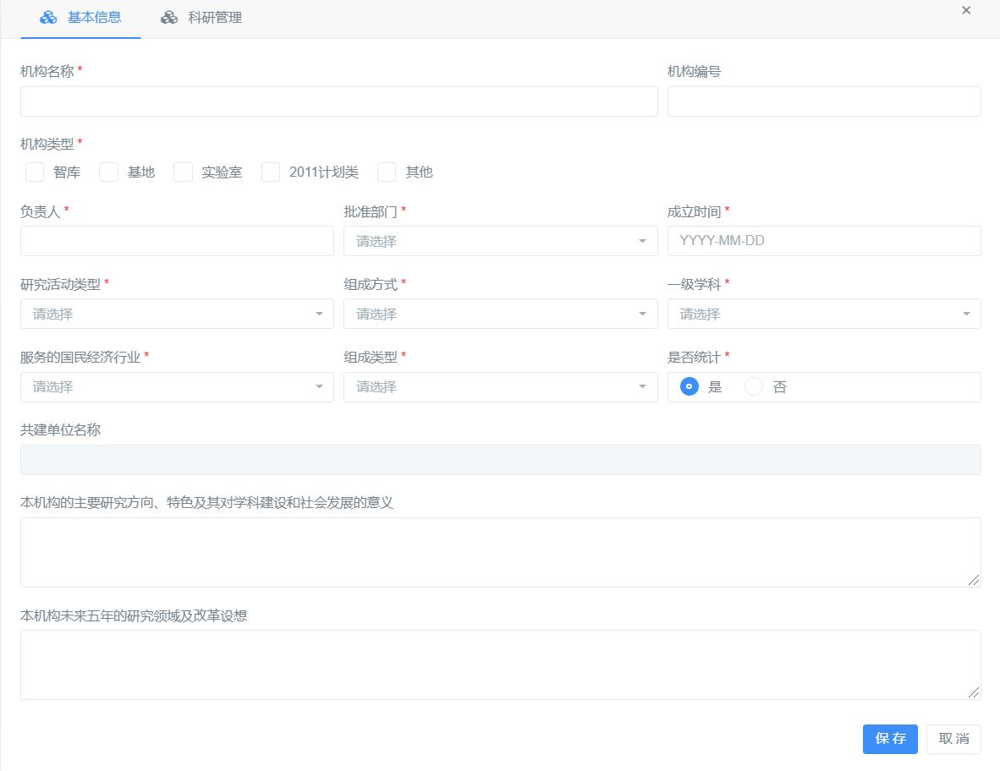 基本信息 科研管理
机构名称 * 机构编号
机构类型 *
智库 基地 实验室 2011计划类 其他
负责人 * 批准部门 * 成立时间 *
请选择 YYYY-MM-DD
研究活动类型 * 组成方式 * 一级学科 *
请选择 请选择 请选择
服务的国民经济行业 * 组成类型 * 是否统计 *
请选择 请选择 是 否
共建单位名称
本机构的主要研究方向、特色及其对学科建设和社会发展的意义
本机构未来五年的研究领域及改革设想
保存 取消